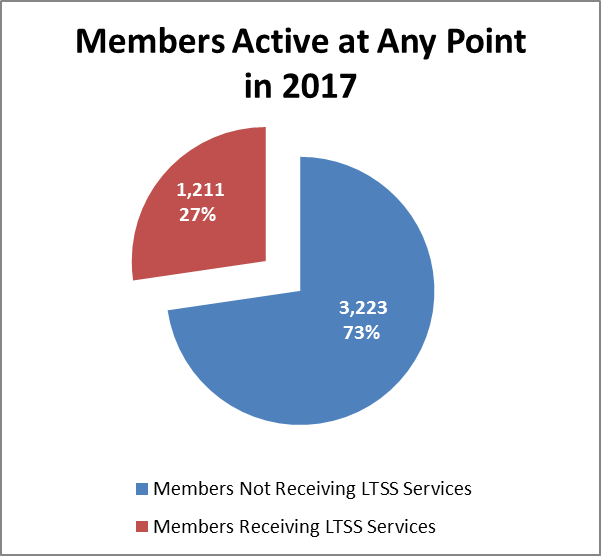 Members Active at Any Point
in 2017
1,211
27%
3,223
73%
Members Not Receiving LTSS Services
Members Receiving LTSS Services